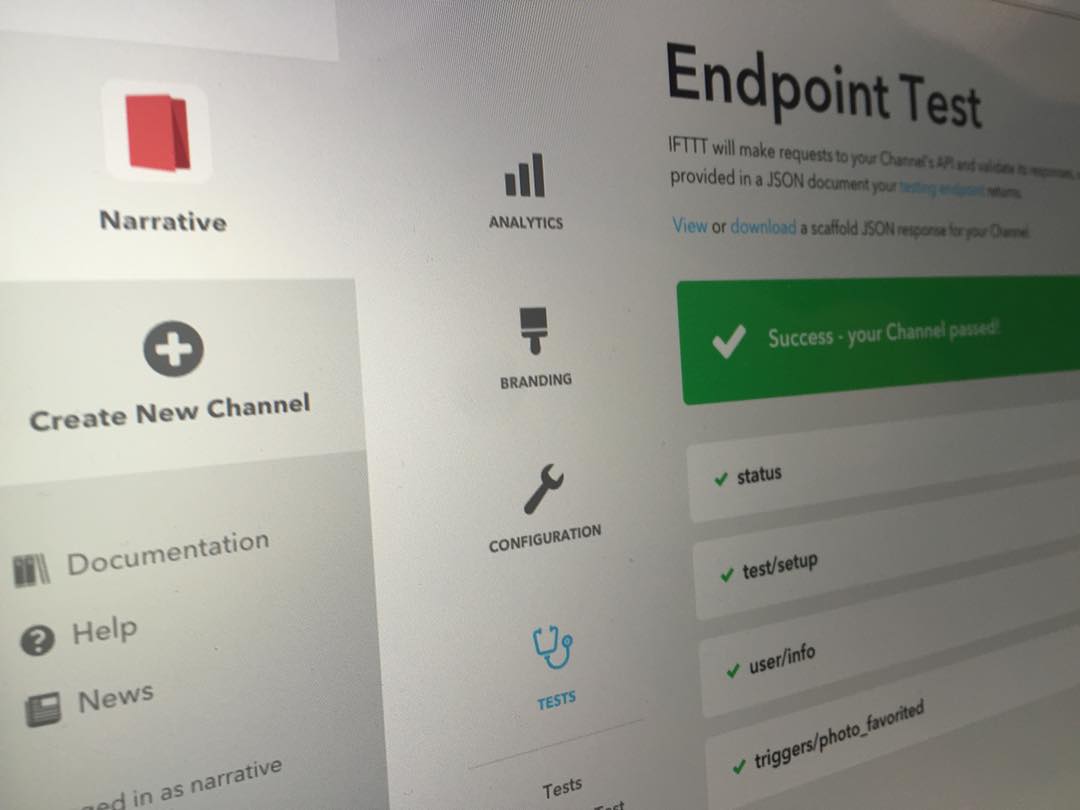 Narrative
Create New Channel
Documentation
Help
News
ged in as narrative
ANALYTICS
BRANDING
CONFIGURATION
TESTS
Tests
Test
Endpoint Test
IFTTT will make requests to your Channel's API and validate its responses,
provided in a JSON document your testing endpoint returns.
View or download a scaffold JSON response for your Channel.
Success - your Channel passed!
status
test/setup
user/info
triggers/photo_favorited